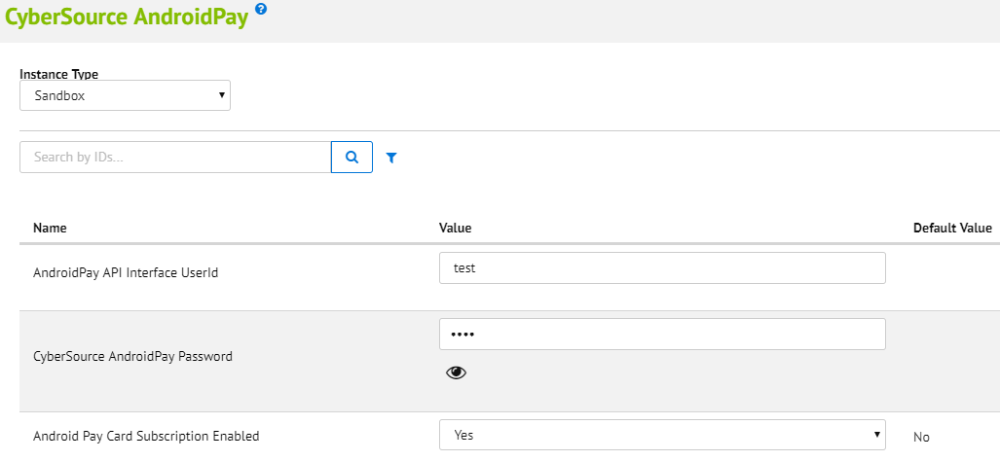 CyberSource AndroidPay ?
Instance Type
Sandbox
Search by IDs...
Name Value Default Value
AndroidPay API Interface UserId test
CyberSource AndroidPay Password ••••
Android Pay Card Subscription Enabled Yes No